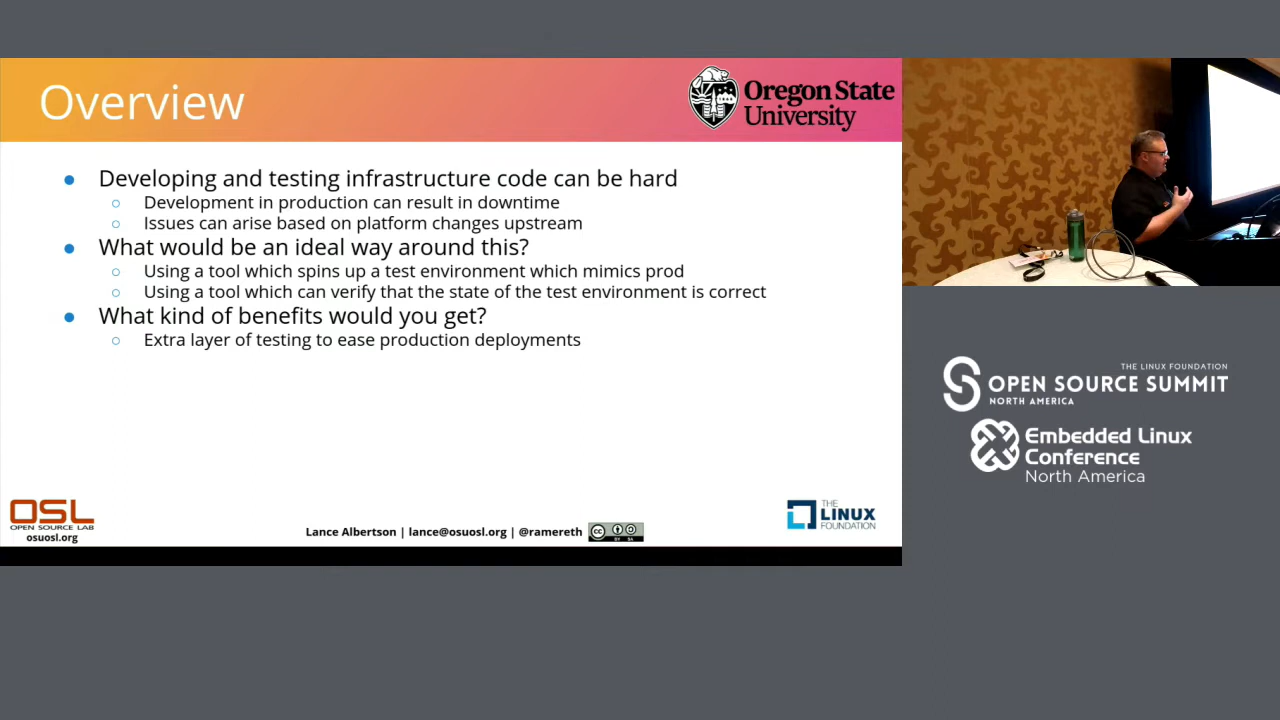 Overview
Oregon State
University
Developing and testing infrastructure code can be hard
Development in production can result in downtime
Issues can arise based on platform changes upstream
What would be an ideal way around this?
Using a tool which spins up a test environment which mimics prod
Using a tool which can verify that the state of the test environment is correct
What kind of benefits would you get?
Extra layer of testing to ease production deployments
OSL
OPEN SOURCE LAB
osuosl.org
Lance Albertson | lance@osuosl.org | @ramereth
CC
BY SA
THE
LINUX
FOUNDATION
THE LINUX FOUNDATION
OPEN SOURCE SUMMIT
NORTH AMERICA
Embedded Linux
Conference
North America